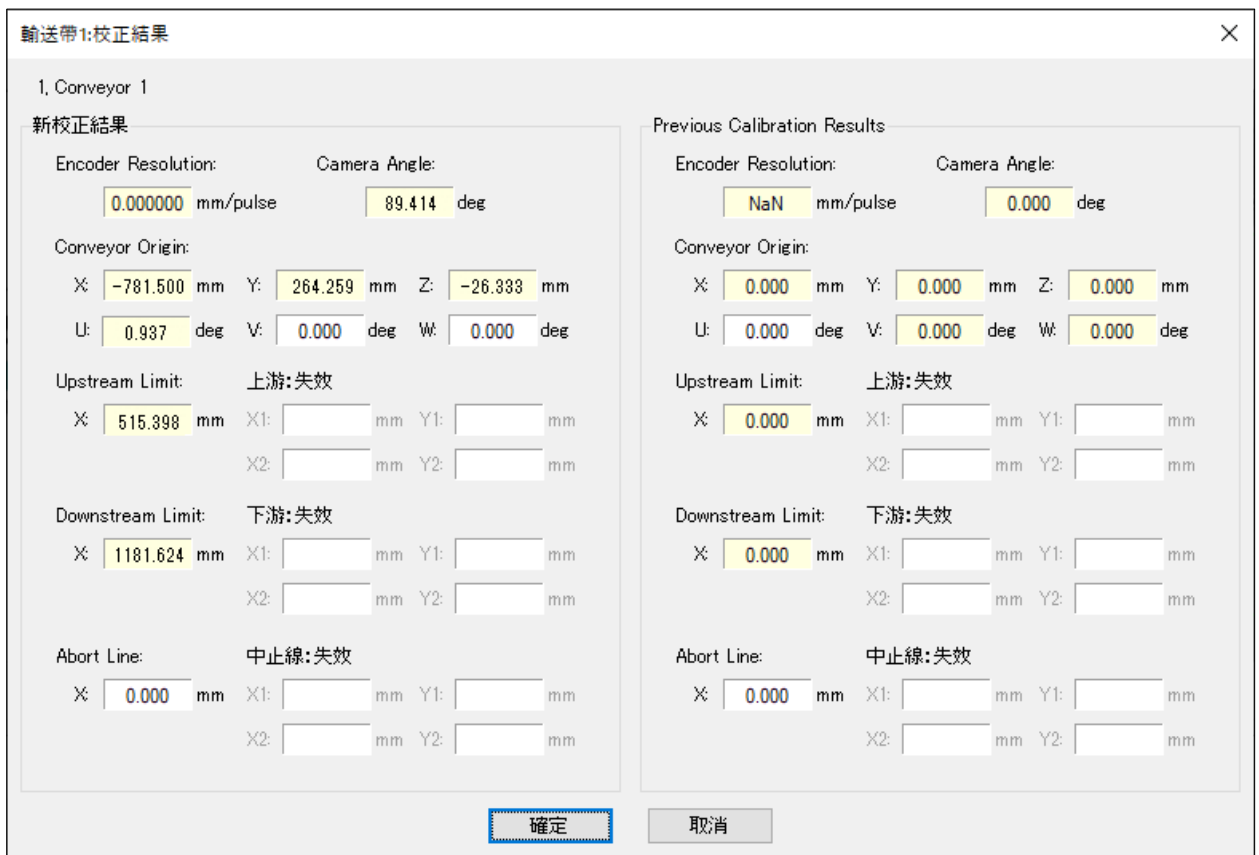 輸送帶1:校正結果
1, Conveyor 1
新校正結果
Encoder Resolution: Camera Angle:
0.000000 mm/pulse 89.414 deg
Conveyor Origin:
X: -781.500 mm Y: 264.259 mm Z: -26.333 mm
U: 0.937 deg V: 0.000 deg W: 0.000 deg
Upstream Limit: 上游:失效
X: 515.398 mm X1: mm Y1: mm
X2: mm Y2: mm
Downstream Limit: 下游:失效
X: 1181.624 mm X1: mm Y1: mm
X2: mm Y2: mm
Abort Line: 中止線:失效
X: 0.000 mm X1: mm Y1: mm
X2: mm Y2: mm
Previous Calibration Results
Encoder Resolution: Camera Angle:
NaN mm/pulse 0.000 deg
Conveyor Origin:
X: 0.000 mm Y: 0.000 mm Z: 0.000 mm
U: 0.000 deg V: 0.000 deg W: 0.000 deg
Upstream Limit: 上游:失效
X: 0.000 mm X1: mm Y1: mm
X2: mm Y2: mm
Downstream Limit: 下游:失效
X: 0.000 mm X1: mm Y1: mm
X2: mm Y2: mm
Abort Line: 中止線:失效
X: 0.000 mm X1: mm Y1: mm
X2: mm Y2: mm
確定 取消